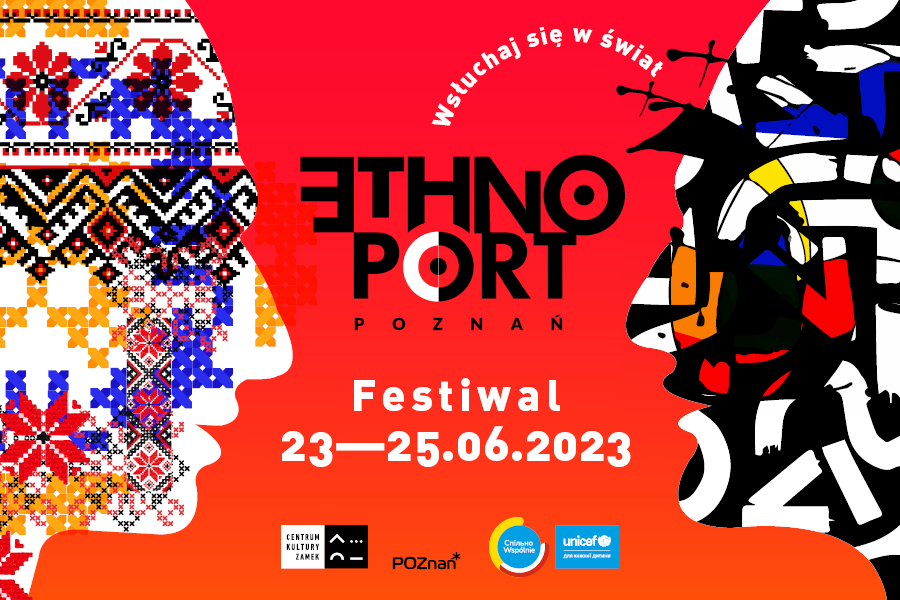 Wsłuchaj się w świat
ETHNO
PORT
POZNAŃ
Festiwal
23—25.06.2023
CENTRUM
KULTURY
ZAMEK
POZnań*
Спільно
Wspólnie
unicef
для кожної дитини